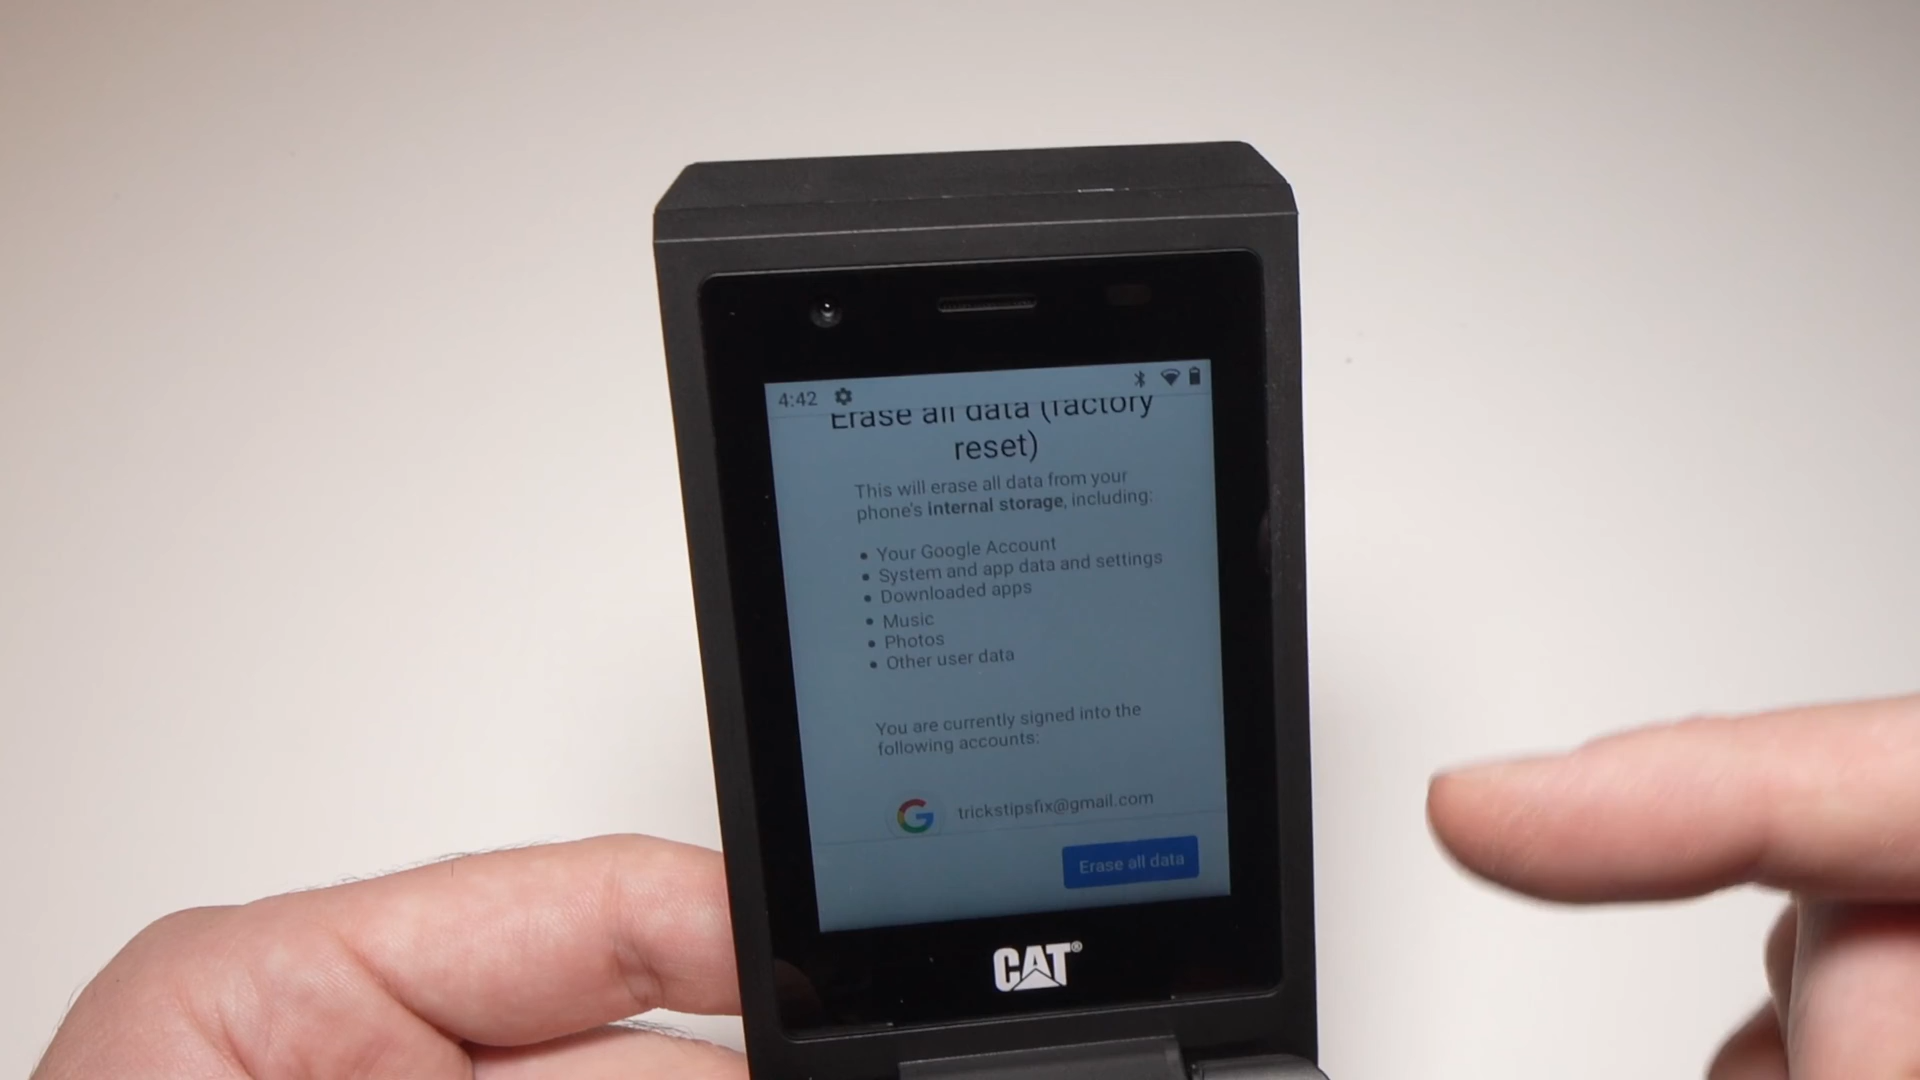 4:42
Erase all data (factory
reset)
This will erase all data from your
phone's internal storage, including:
• Your Google Account
• System and app data and settings
• Downloaded apps
• Music
• Photos
• Other user data
You are currently signed into the
following accounts:
G trickstipsfix@gmail.com
Erase all data
CAT®